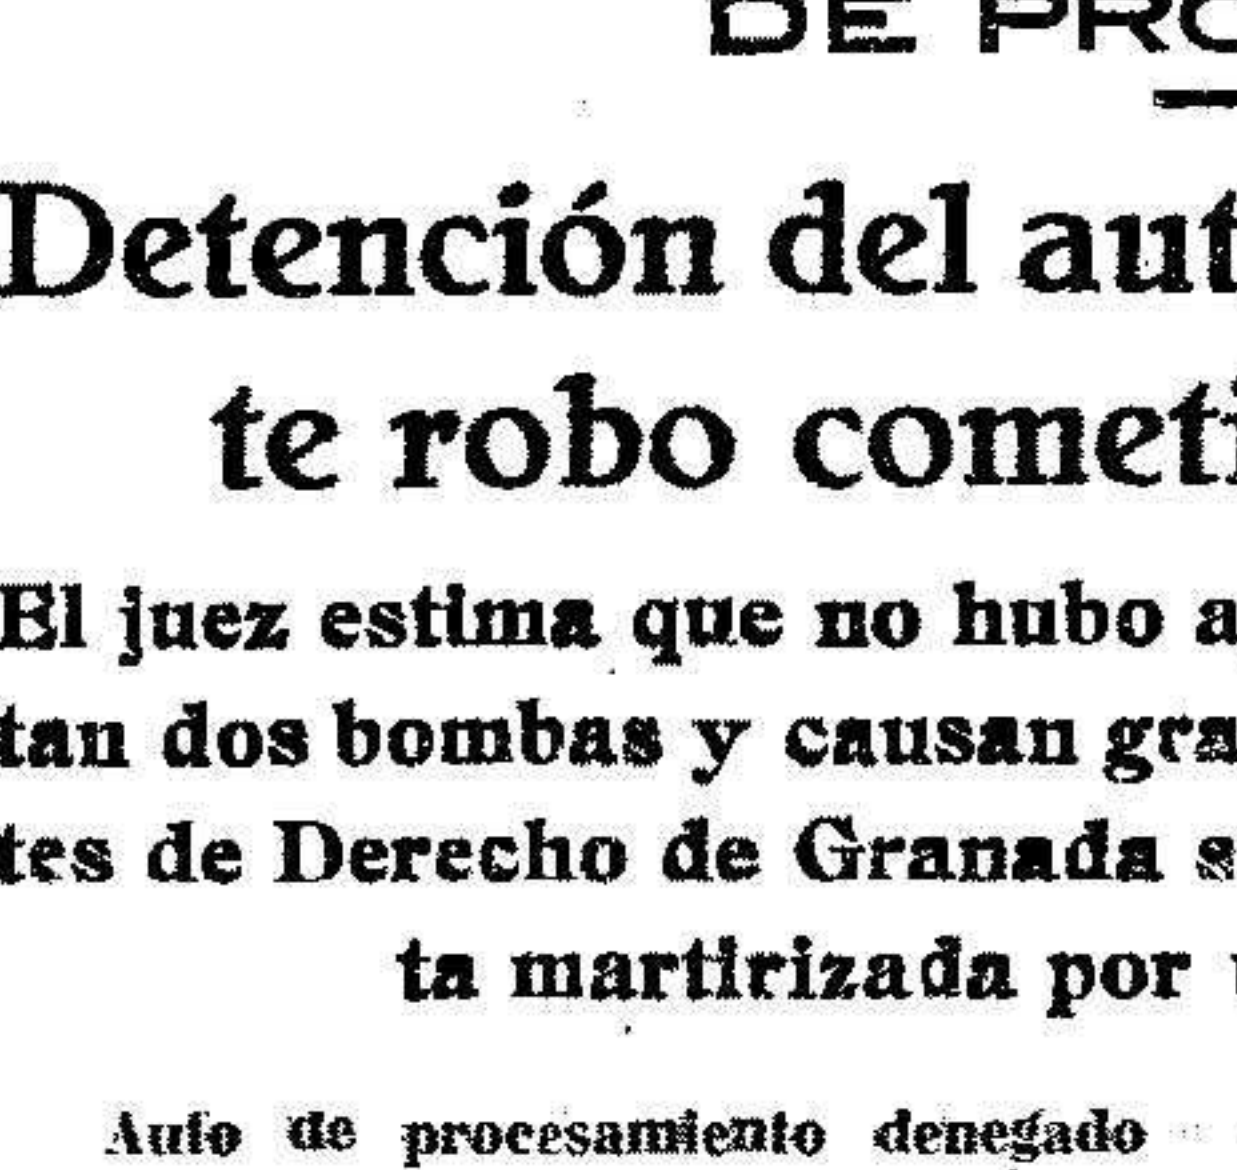 DE PRO
Detención del aut
te robo cometi
El juez estima que no hubo a
tan dos bombas y causan gra
tes de Derecho de Granada s
ta martirizada por
Auto de procesamiento denegado